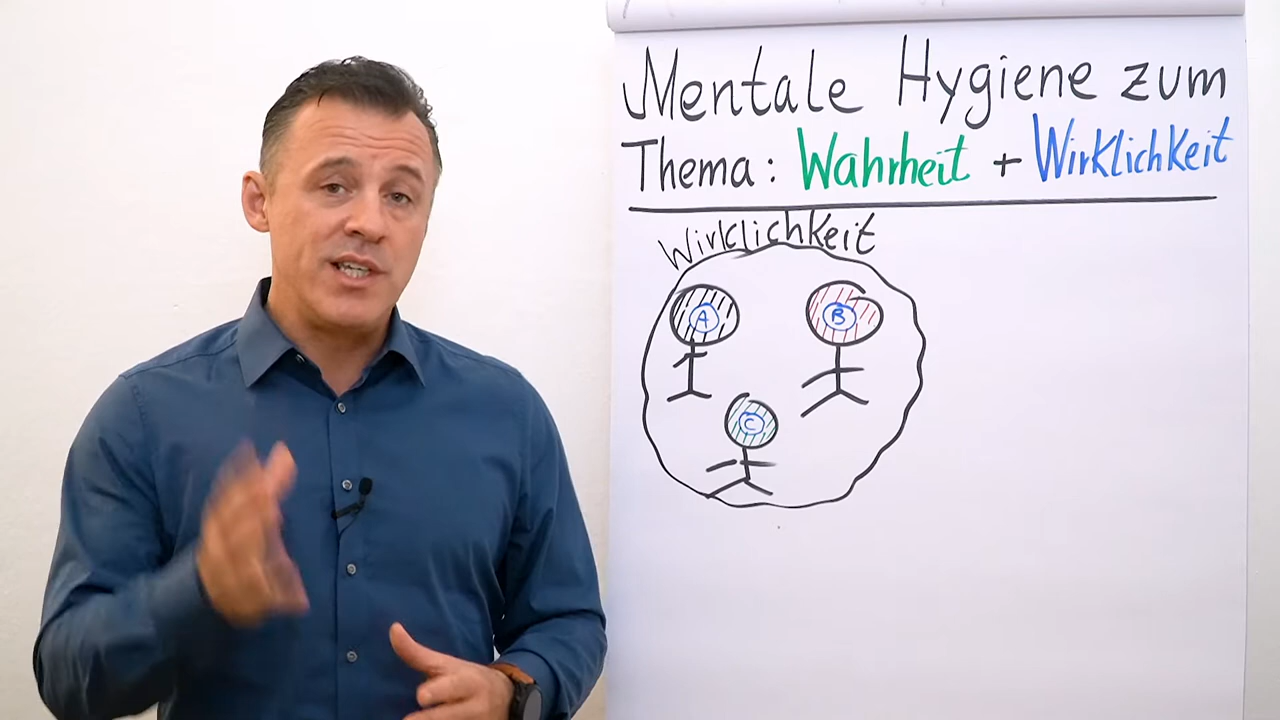 Mentale Hygiene zum
Thema: Wahrheit + Wirklichkeit
Wirklichkeit
A
B
C